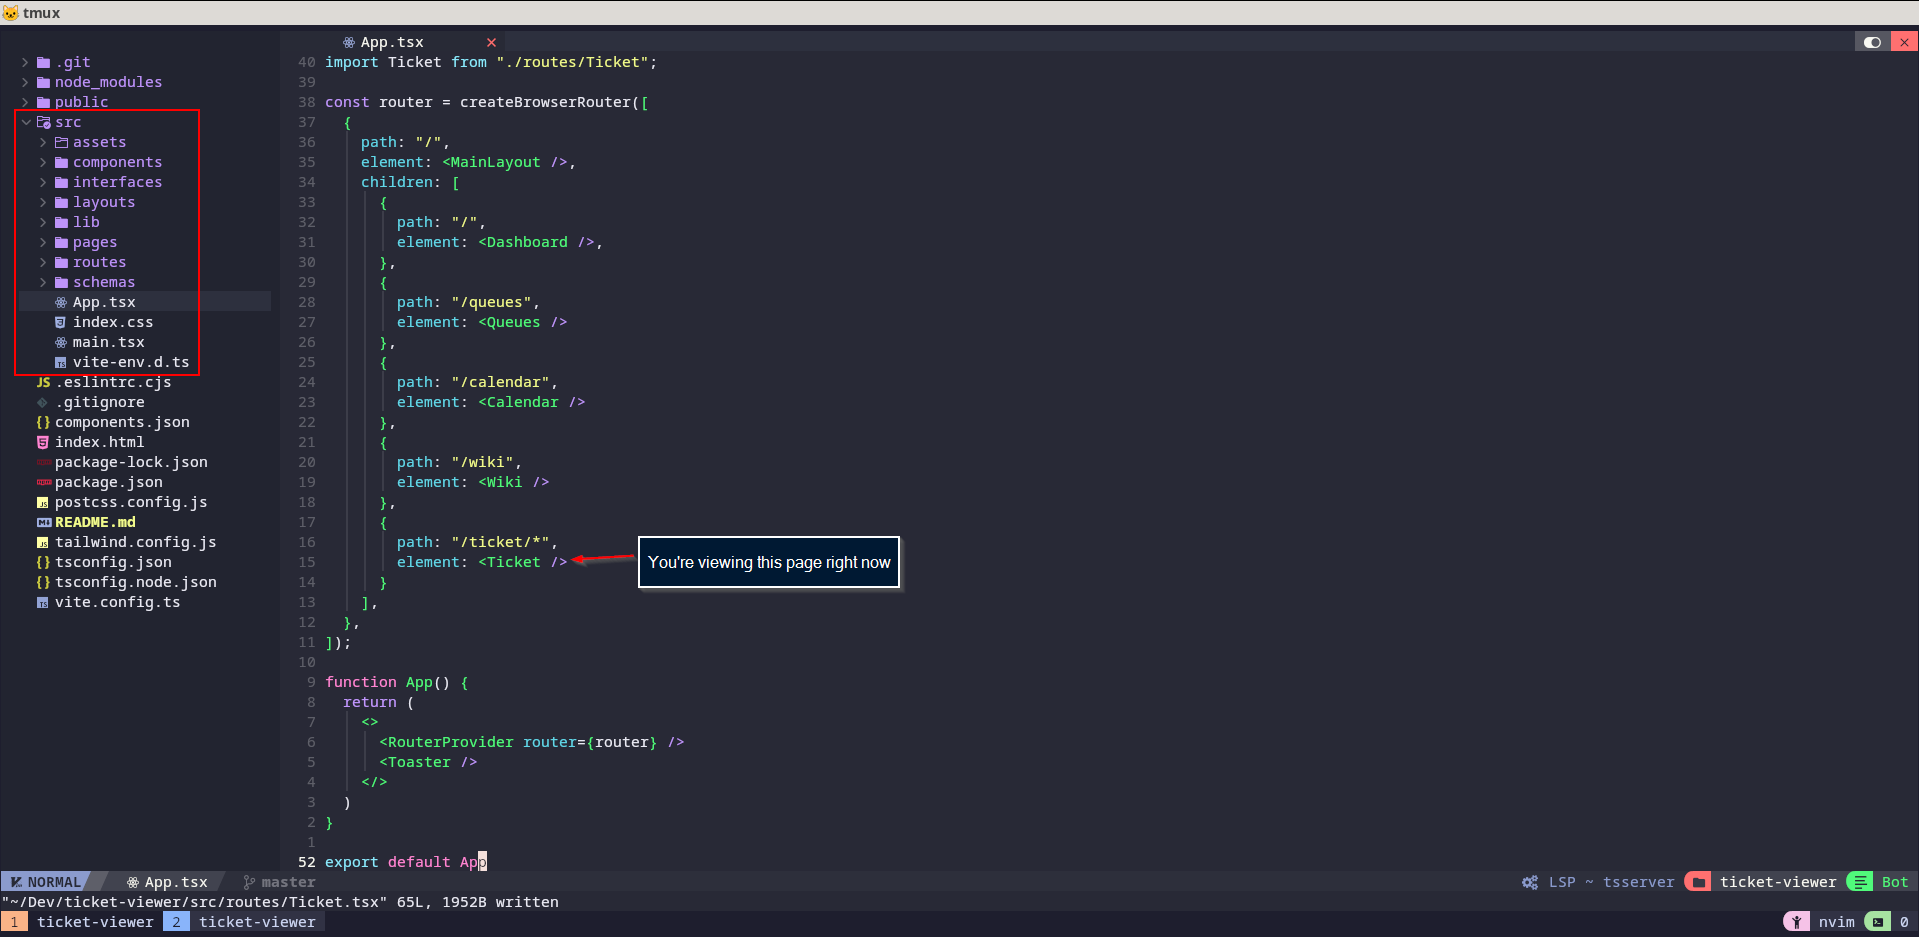 tmux
App.tsx
.git
node_modules
public
src
assets
components
interfaces
layouts
lib
pages
routes
schemas
App.tsx
index.css
main.tsx
vite-env.d.ts
.eslintrc.cjs
.gitignore
components.json
index.html
package-lock.json
package.json
postcss.config.js
README.md
tailwind.config.js
tsconfig.json
tsconfig.node.json
vite.config.ts
40 import Ticket from "./routes/Ticket";
39
38 const router = createBrowserRouter([
37 {
36 path: "/",
35 element: <MainLayout />,
34 children: [
33 {
32 path: "/",
31 element: <Dashboard />,
30 },
29 {
28 path: "/queues",
27 element: <Queues />
26 },
25 {
24 path: "/calendar",
23 element: <Calendar />
22 },
21 {
20 path: "/wiki",
19 element: <Wiki />
18 },
17 {
16 path: "/ticket/*",
15 element: <Ticket />
You're viewing this page right now
14 }
13 ],
12 },
11 ]);
10
9 function App() {
8 return (
7 <>
6 <RouterProvider router={router} />
5 <Toaster />
4 </>
3 )
2 }
1
52 export default App
NORMAL App.tsx master LSP ~ tsserver ticket-viewer Bot
"~/Dev/ticket-viewer/src/routes/Ticket.tsx" 65L, 1952B written
1 ticket-viewer 2 ticket-viewer nvim 0